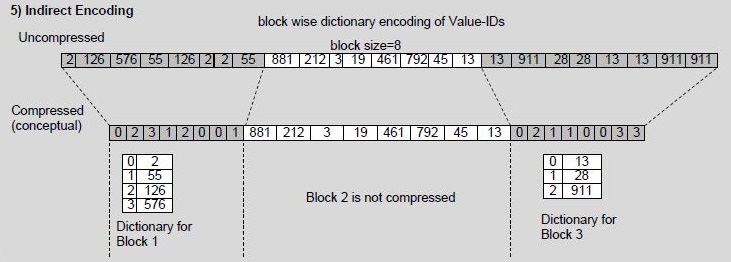 5) Indirect Encoding
block wise dictionary encoding of Value-IDs
Uncompressed
block size=8
2 126 576 55 126 2 2 55 881 212 3 19 461 792 45 13 13 911 28 28 13 13 911 911
Compressed
(conceptual)
0 2 3 1 2 0 0 1 881 212 3 19 461 792 45 13 0 2 1 1 0 0 3 3
0 2
1 55
2 126
3 576
Dictionary for
Block 1
Block 2 is not compressed
0 13
1 28
2 911
Dictionary for
Block 3